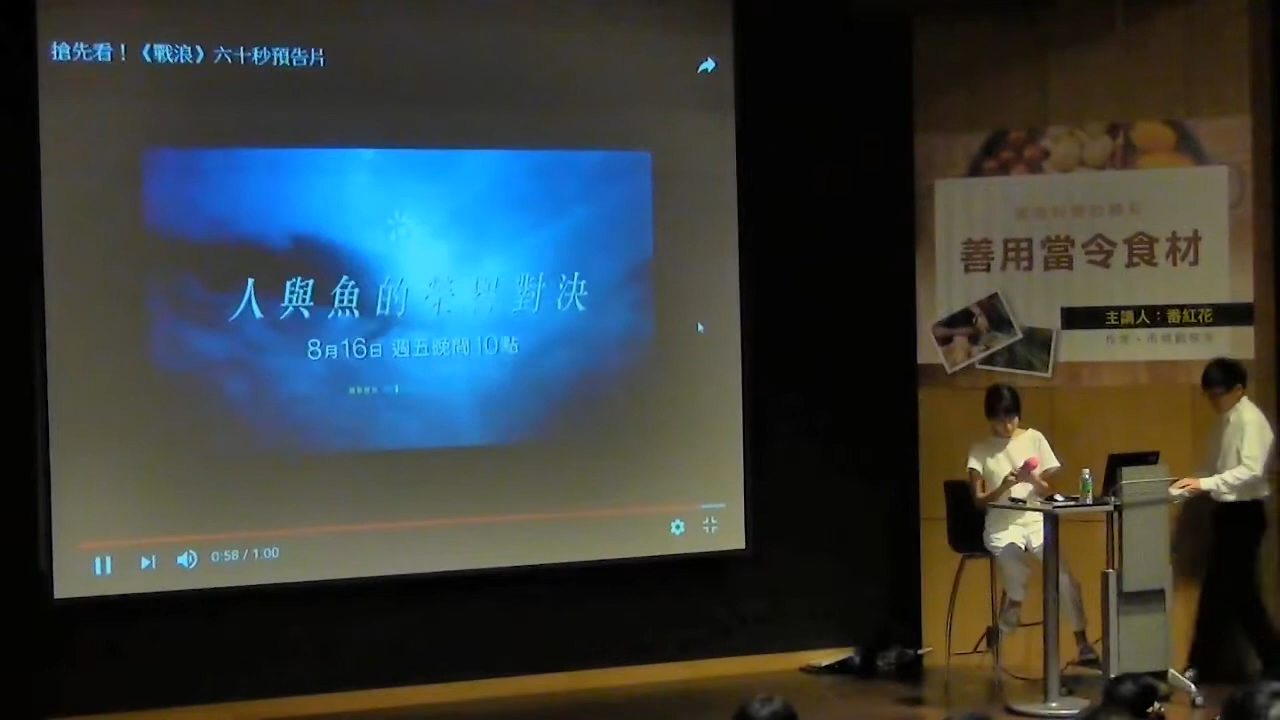 搶先看！《戰浪》六十秒預告片
人與魚的榮譽對決
8月16日 週五晚間10點
0:58 / 1:00
善用當令食材
主講人：番紅花